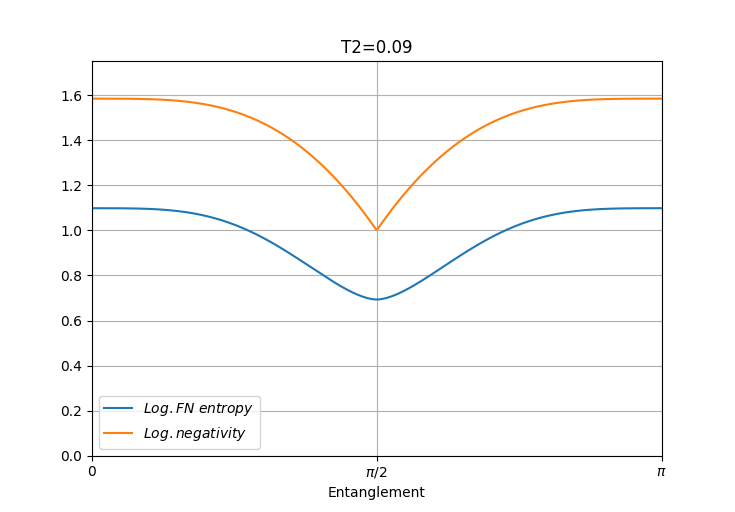 T2=0.09
1.6
1.4
1.2
1.0
0.8
0.6
0.4
0.2
0.0
Log. FN entropy
Log. negativity
0
π/2
π
Entanglement